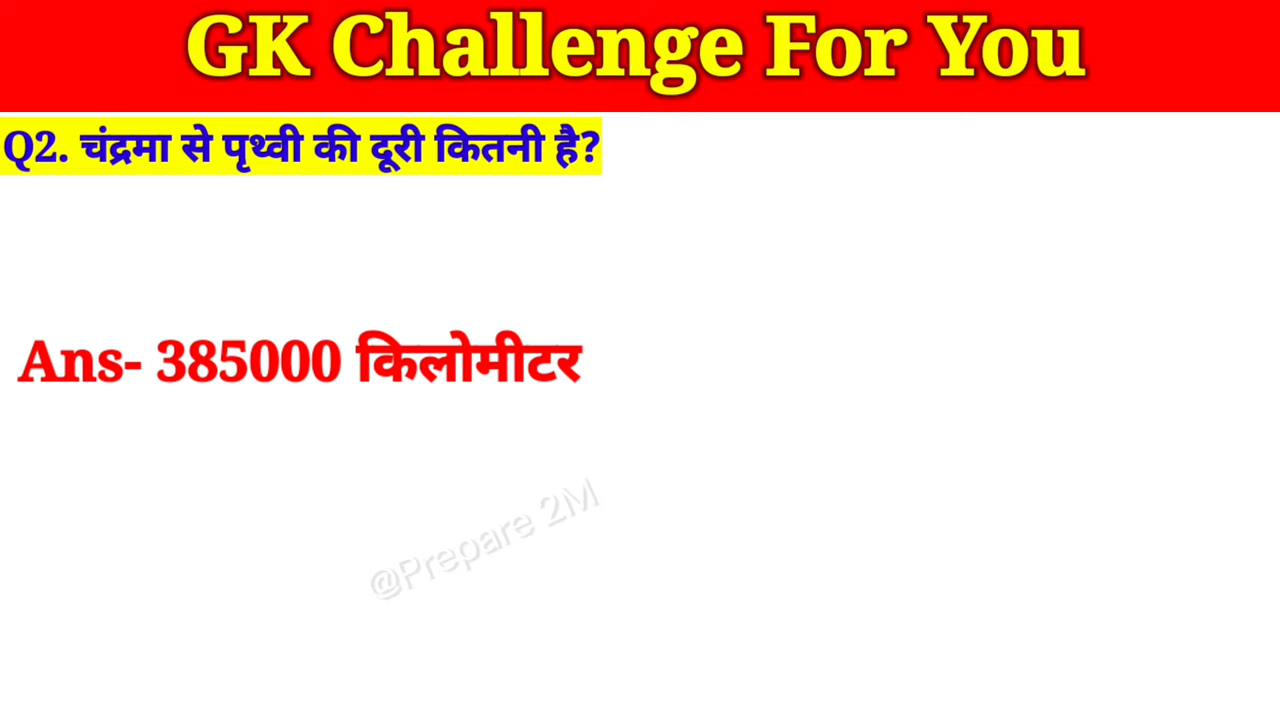 GK Challenge For You
Q2. चंद्रमा से पृथ्वी की दूरी कितनी है?
Ans- 385000 किलोमीटर
@Prepare 2M